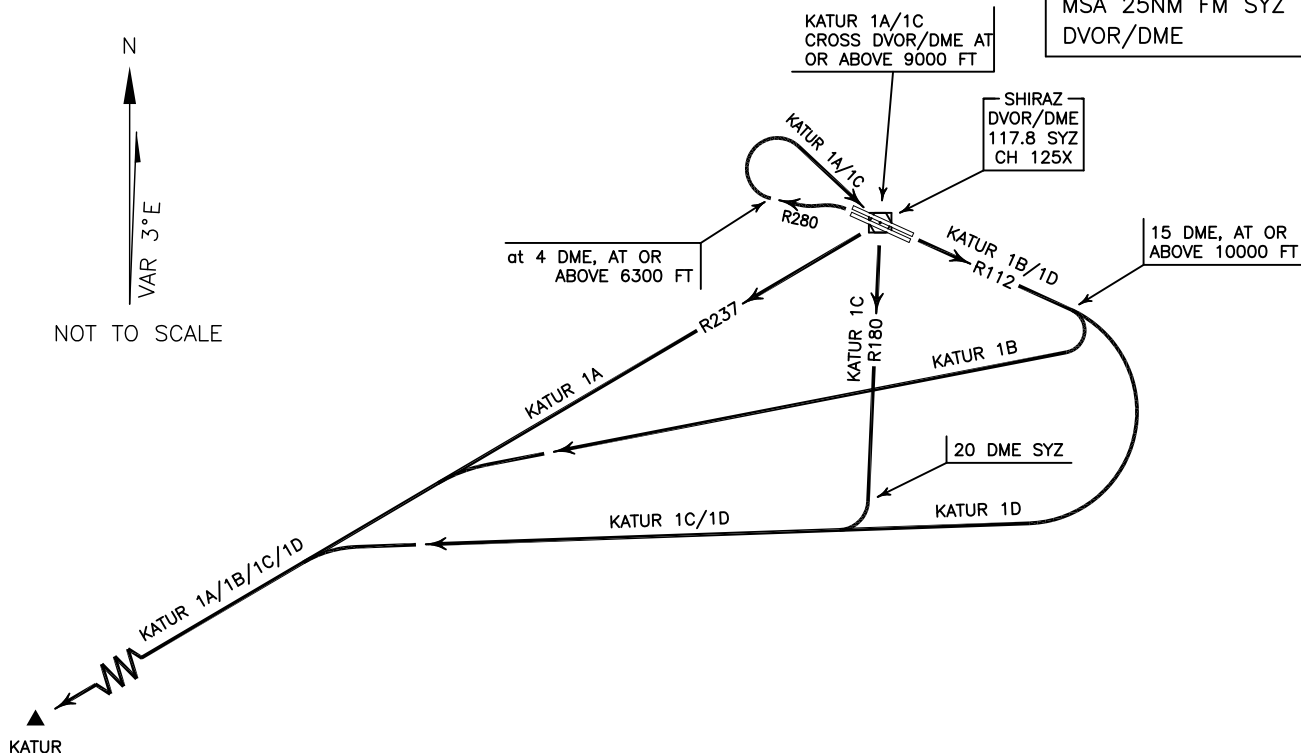 MSA 25NM FM SYZ
DVOR/DME
KATUR 1A/1C
CROSS DVOR/DME AT
OR ABOVE 9000 FT
N
VAR 3°E
NOT TO SCALE
SHIRAZ
DVOR/DME
117.8 SYZ
CH 125X
KATUR 1A/1C
R280
at 4 DME, AT OR
ABOVE 6300 FT
KATUR 1B/1D
R112
15 DME, AT OR
ABOVE 10000 FT
R237
KATUR 1C
R180
KATUR 1B
KATUR 1A
20 DME SYZ
KATUR 1D
KATUR 1C/1D
KATUR 1A/1B/1C/1D
KATUR